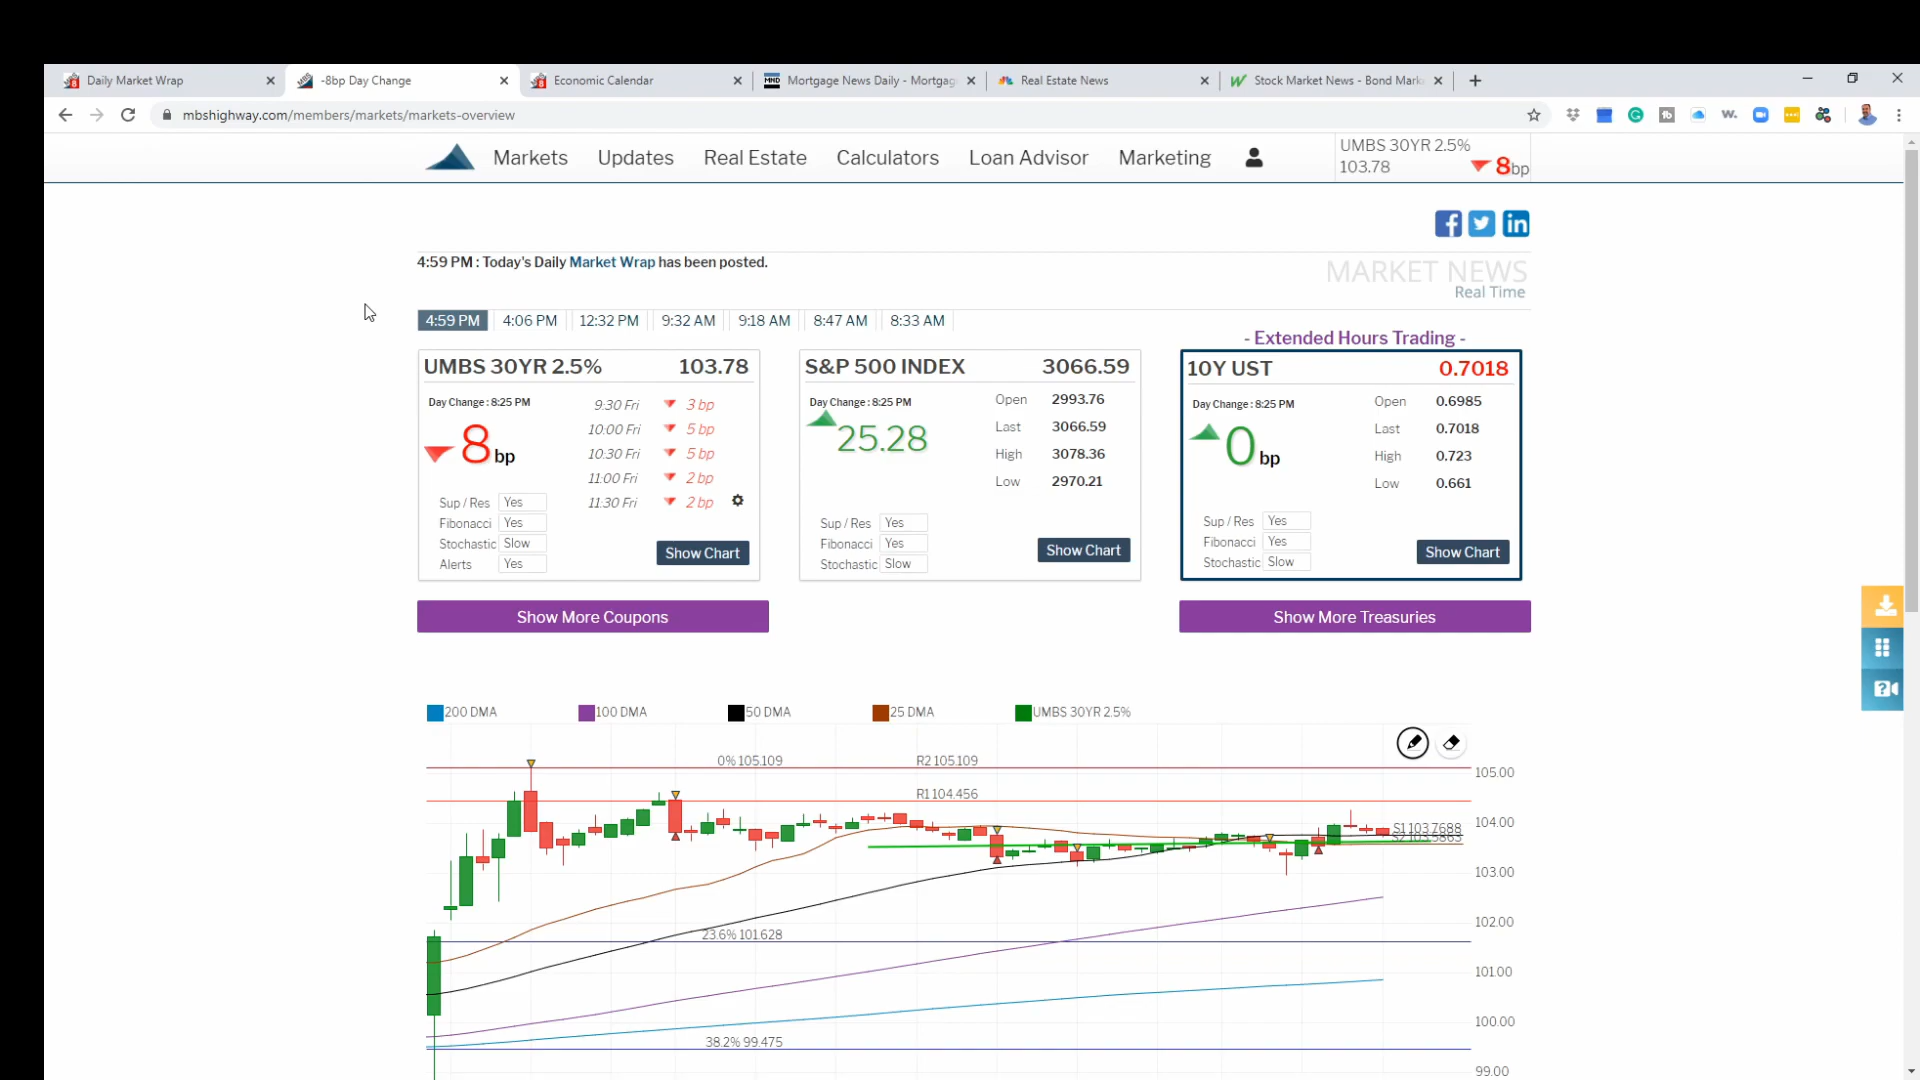 Daily Market Wrap
-8bp Day Change
Economic Calendar
MND
Mortgage News Daily - Mortgag
Real Estate News
Stock Market News - Bond Mark
mbshighway.com/members/markets/markets-overview
Markets
Updates
Real Estate
Calculators
Loan Advisor
Marketing
UMBS 30YR 2.5%
103.78
8bp
4:59 PM : Today's Daily Market Wrap has been posted.
MARKET NEWS
Real Time
4:59 PM
4:06 PM
12:32 PM
9:32 AM
9:18 AM
8:47 AM
8:33 AM
- Extended Hours Trading -
UMBS 30YR 2.5% 103.78
Day Change : 8:25 PM
8 bp
9:30 Fri 3 bp
10:00 Fri 5 bp
10:30 Fri 5 bp
11:00 Fri 2 bp
11:30 Fri 2 bp
Sup / Res Yes
Fibonacci Yes
Stochastic Slow
Alerts Yes
Show Chart
S&P 500 INDEX 3066.59
Day Change : 8:25 PM
25.28
Open 2993.76
Last 3066.59
High 3078.36
Low 2970.21
Sup / Res Yes
Fibonacci Yes
Stochastic Slow
Show Chart
10Y UST 0.7018
Day Change : 8:25 PM
0 bp
Open 0.6985
Last 0.7018
High 0.723
Low 0.661
Sup / Res Yes
Fibonacci Yes
Stochastic Slow
Show Chart
Show More Coupons
Show More Treasuries
200 DMA
100 DMA
50 DMA
25 DMA
UMBS 30YR 2.5%
0% 105.109
R2 105.109
R1 104.456
S1 103.7688
23.6% 101.628
38.2% 99.475
105.00
104.00
103.00
102.00
101.00
100.00
99.00